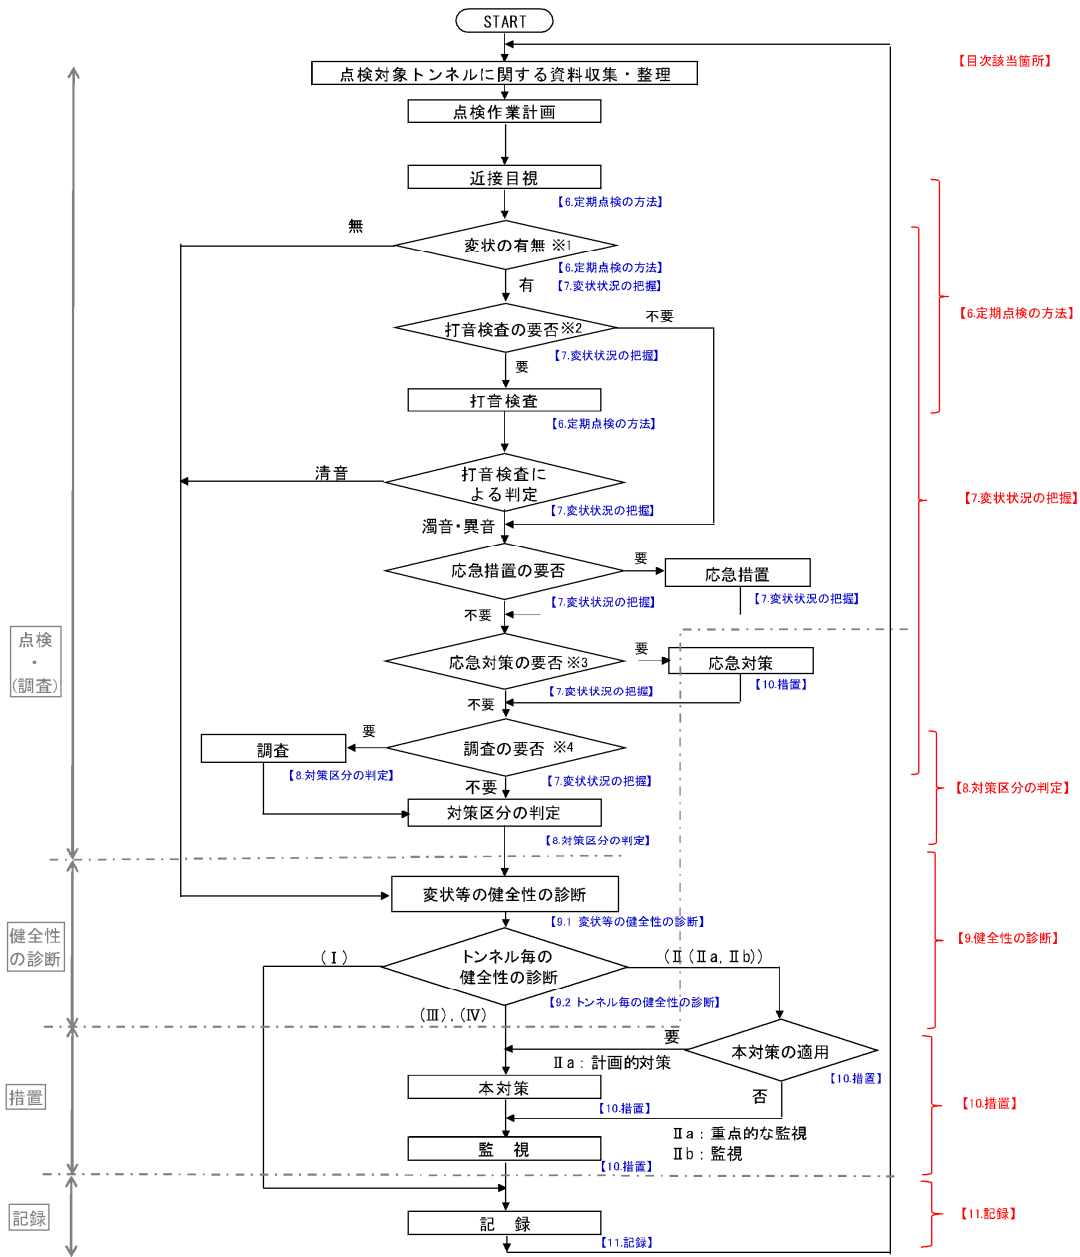 START
【目次該当箇所】
点検対象トンネルに関する資料収集・整理
点検作業計画
近接目視
【6.定期点検の方法】
無
変状の有無 ※1
【6.定期点検の方法】
有
【7.変状状況の把握】
【6.定期点検の方法】
打音検査の要否※2
不要
【7.変状状況の把握】
要
打音検査
【6.定期点検の方法】
清音
打音検査に
よる判定
【7.変状状況の把握】
【7.変状状況の把握】
濁音・異音
応急措置の要否
要
応急措置
【7.変状状況の把握】
【7.変状状況の把握】
不要
点検
・
(調査)
応急対策の要否※3
要
応急対策
【10.措置】
【7.変状状況の把握】
不要
調査
要
調査の要否 ※4
【8.対策区分の判定】
【7.変状状況の把握】
不要
【8.対策区分の判定】
対策区分の判定
【8.対策区分の判定】
変状等の健全性の診断
【9.1 変状等の健全性の診断】
健全性
の診断
【9.健全性の診断】
(Ⅰ)
トンネル毎の
健全性の診断
(Ⅱ(Ⅱa, Ⅱb))
【9.2 トンネル毎の健全性の診断】
(Ⅲ), (Ⅳ)
要
本対策の適用
Ⅱa : 計画的対策
【10.措置】
措置
本対策
【10.措置】
否
【10.措置】
Ⅱa : 重点的な監視
Ⅱb : 監視
監 視
【10.措置】
記録
記 録
【11.記録】
【11.記録】